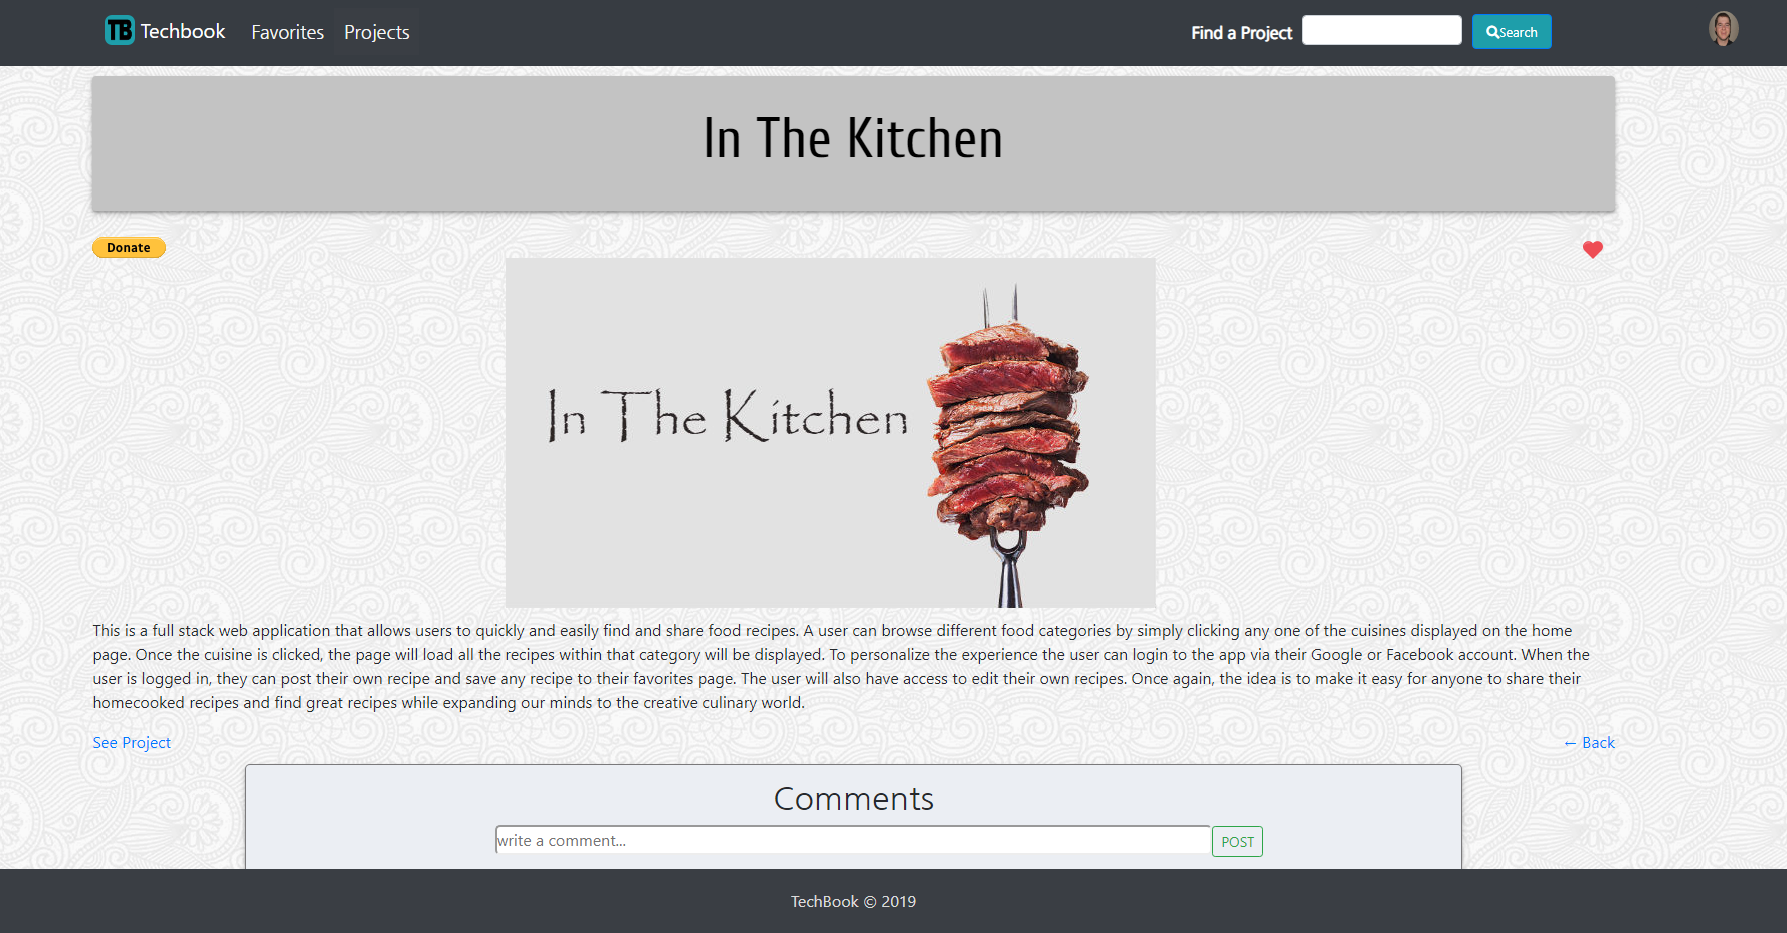 TB Techbook Favorites Projects Find a Project Search
In The Kitchen
Donate
In The Kitchen
This is a full stack web application that allows users to quickly and easily find and share food recipes. A user can browse different food categories by simply clicking any one of the cuisines displayed on the home
page. Once the cuisine is clicked, the page will load all the recipes within that category will be displayed. To personalize the experience the user can login to the app via their Google or Facebook account. When the
user is logged in, they can post their own recipe and save any recipe to their favorites page. The user will also have access to edit their own recipes. Once again, the idea is to make it easy for anyone to share their
homecooked recipes and find great recipes while expanding our minds to the creative culinary world.
See Project ← Back
Comments
write a comment... POST
TechBook © 2019